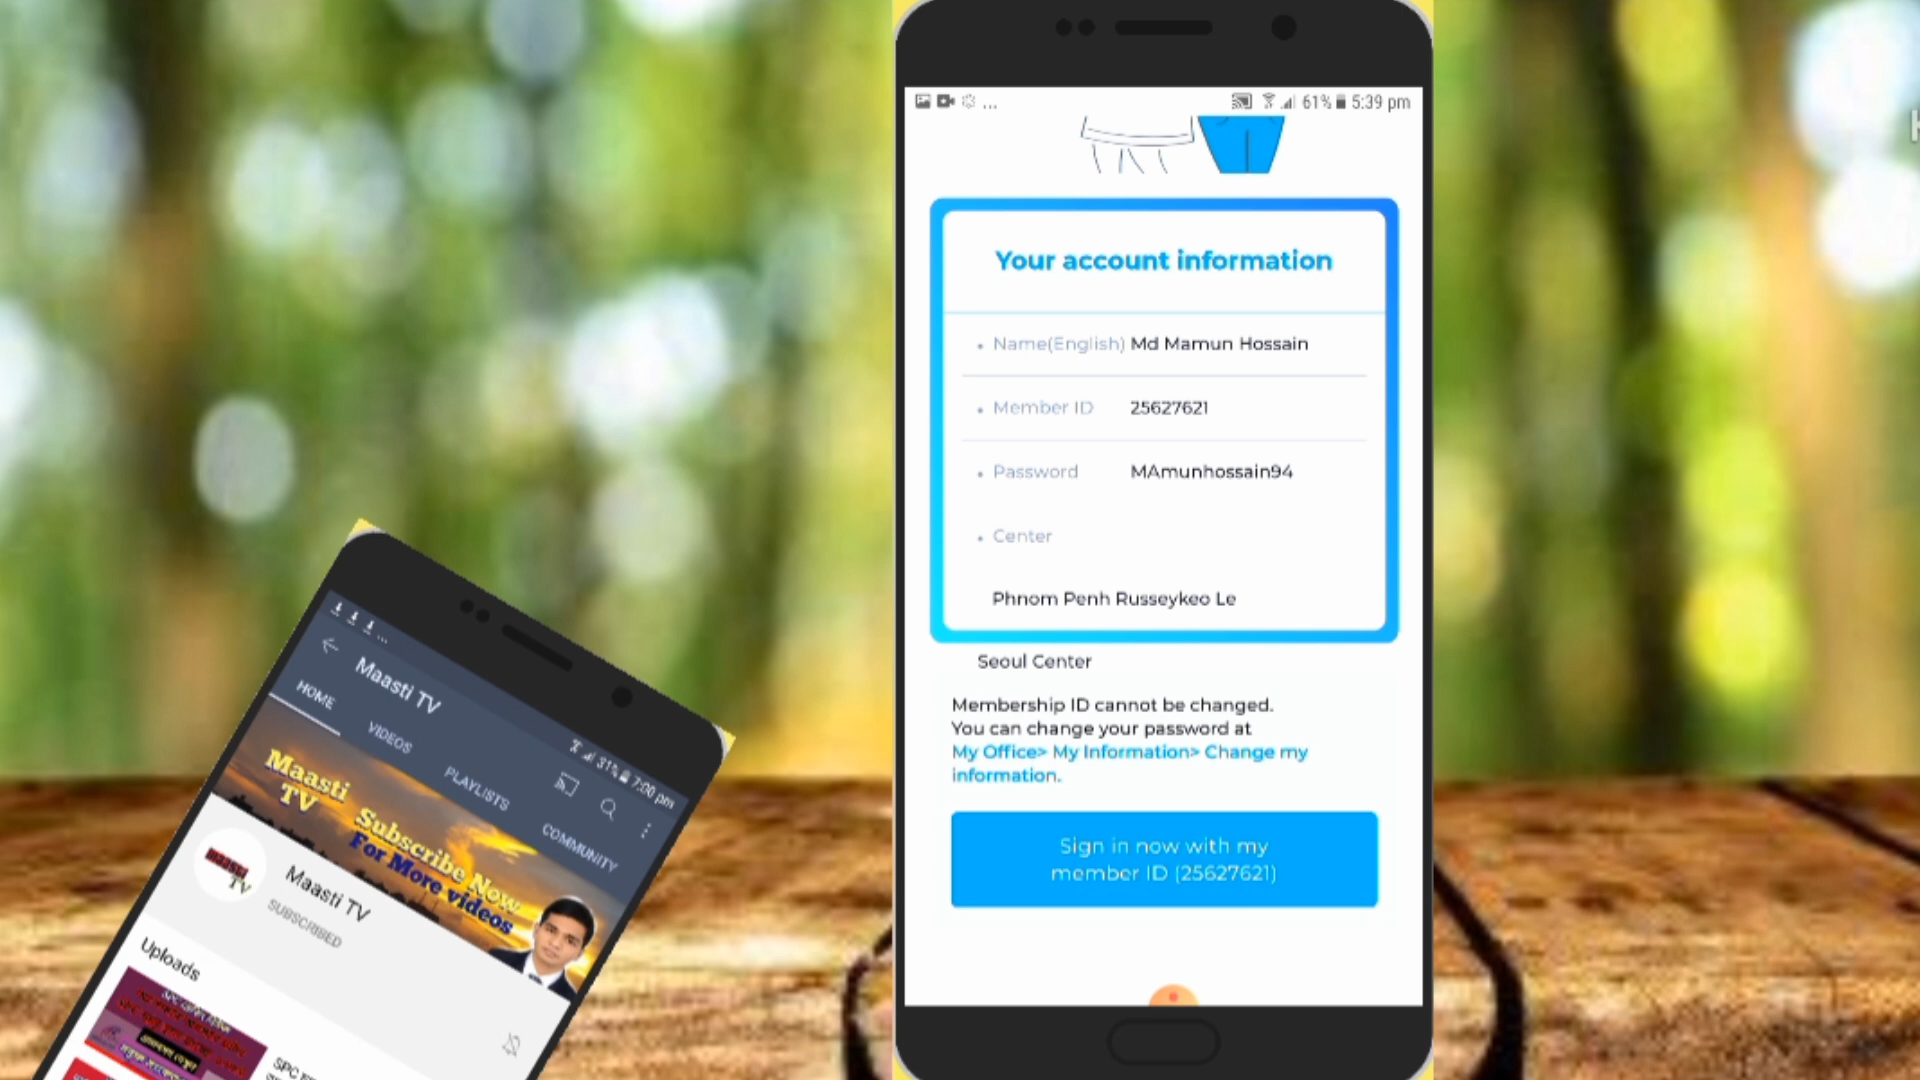 ... 61% 5:39 pm
Your account information
Name(English) Md Mamun Hossain
Member ID 25627621
Password MAmunhossain94
Center
Phnom Penh Russeykeo Le
Seoul Center
Membership ID cannot be changed.
You can change your password at
My Office> My Information> Change my
information.
Sign in now with my
member ID (25627621)
... 31% 7:00 pm
Maasti TV
HOME VIDEOS PLAYLISTS COMMUNITY
Maasti
TV
Subscribe Now
For More videos
maasti
TV
Maasti TV
SUBSCRIBED
Uploads
SPC